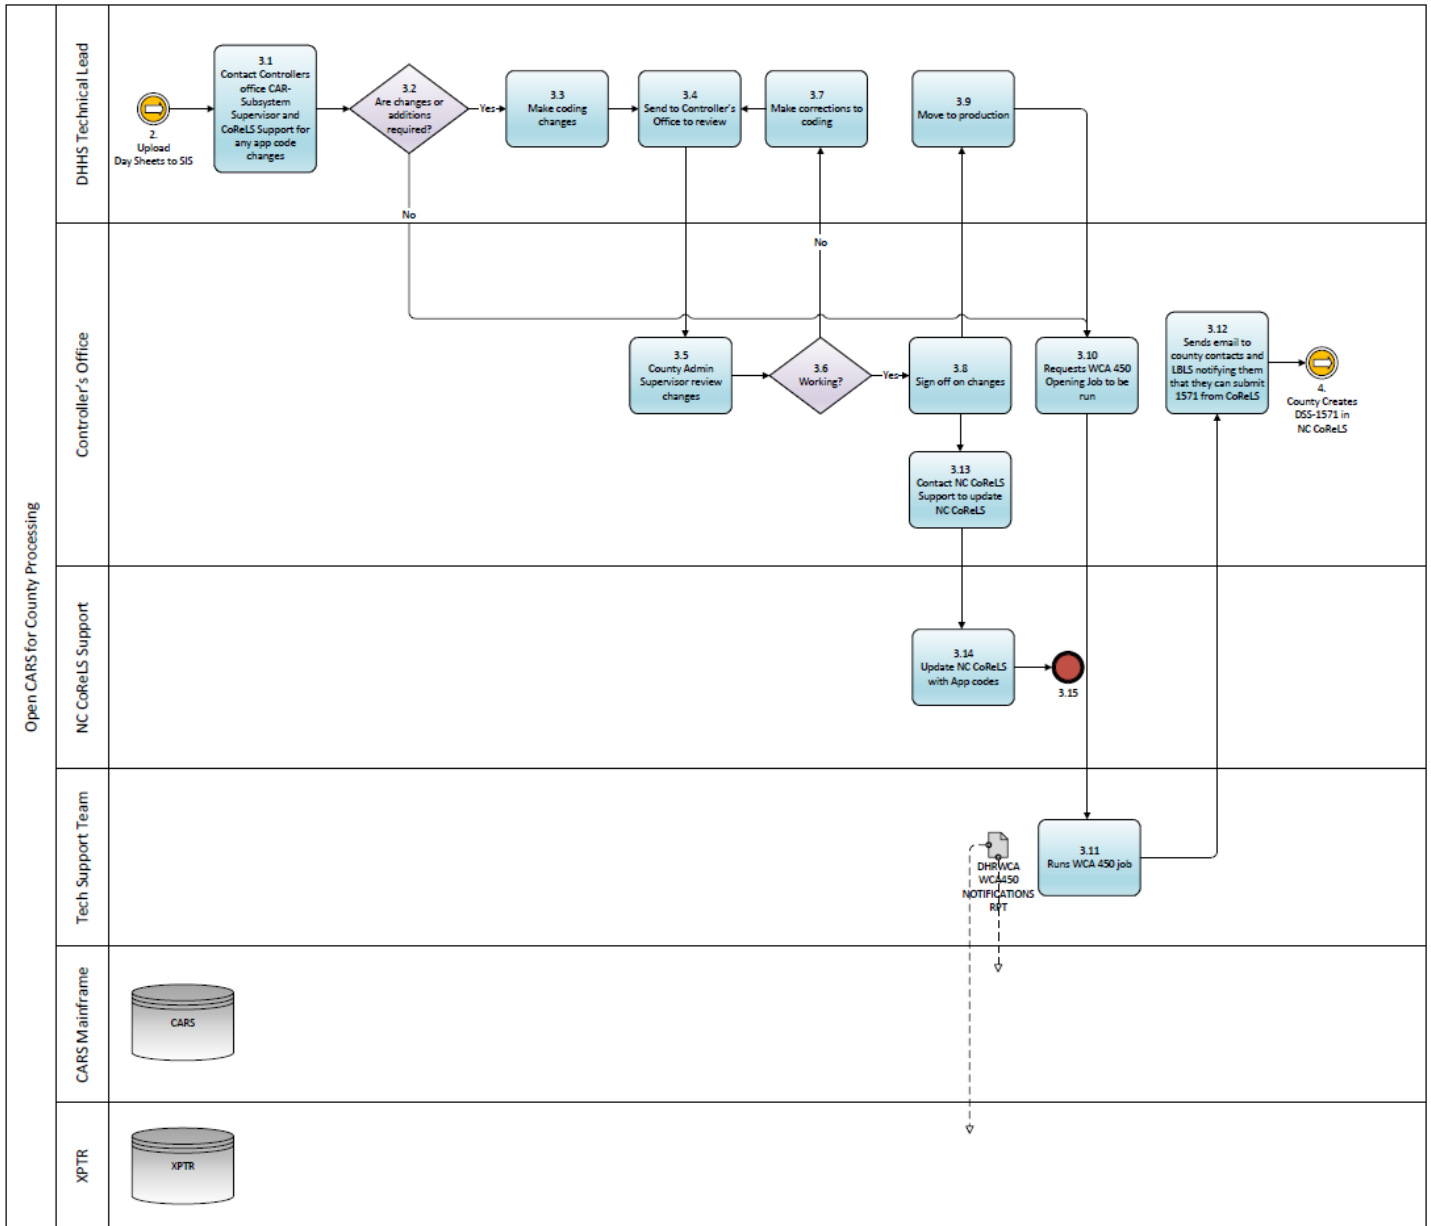 Open CARS for County Processing
DHHS Technical Lead
2.
Upload
Day Sheets to SIS
3.1
Contact Controllers
office CAR-
Subsystem
Supervisor and
CoReLS Support for
any app code
changes
3.2
Are changes or
additions
required?
Yes
No
3.3
Make coding
changes
3.4
Send to Controller's
Office to review
3.7
Make corrections to
coding
3.9
Move to production
Controller's Office
3.5
County Admin
Supervisor review
changes
No
3.6
Working?
Yes
3.8
Sign off on changes
3.10
Requests WCA 450
Opening Job to be
run
3.12
Sends email to
county contacts and
LBLS notifying them
that they can submit
1571 from CoReLS
4.
County Creates
DSS-1571 in
NC CoReLS
3.13
Contact NC CoReLS
Support to update
NC CoReLS
NC CoReLS Support
3.14
Update NC CoReLS
with App codes
3.15
Tech Support Team
DHRWCA
WCA450
NOTIFICATIONS
RPT
3.11
Runs WCA 450 job
CARS Mainframe
CARS
XPTR
XPTR